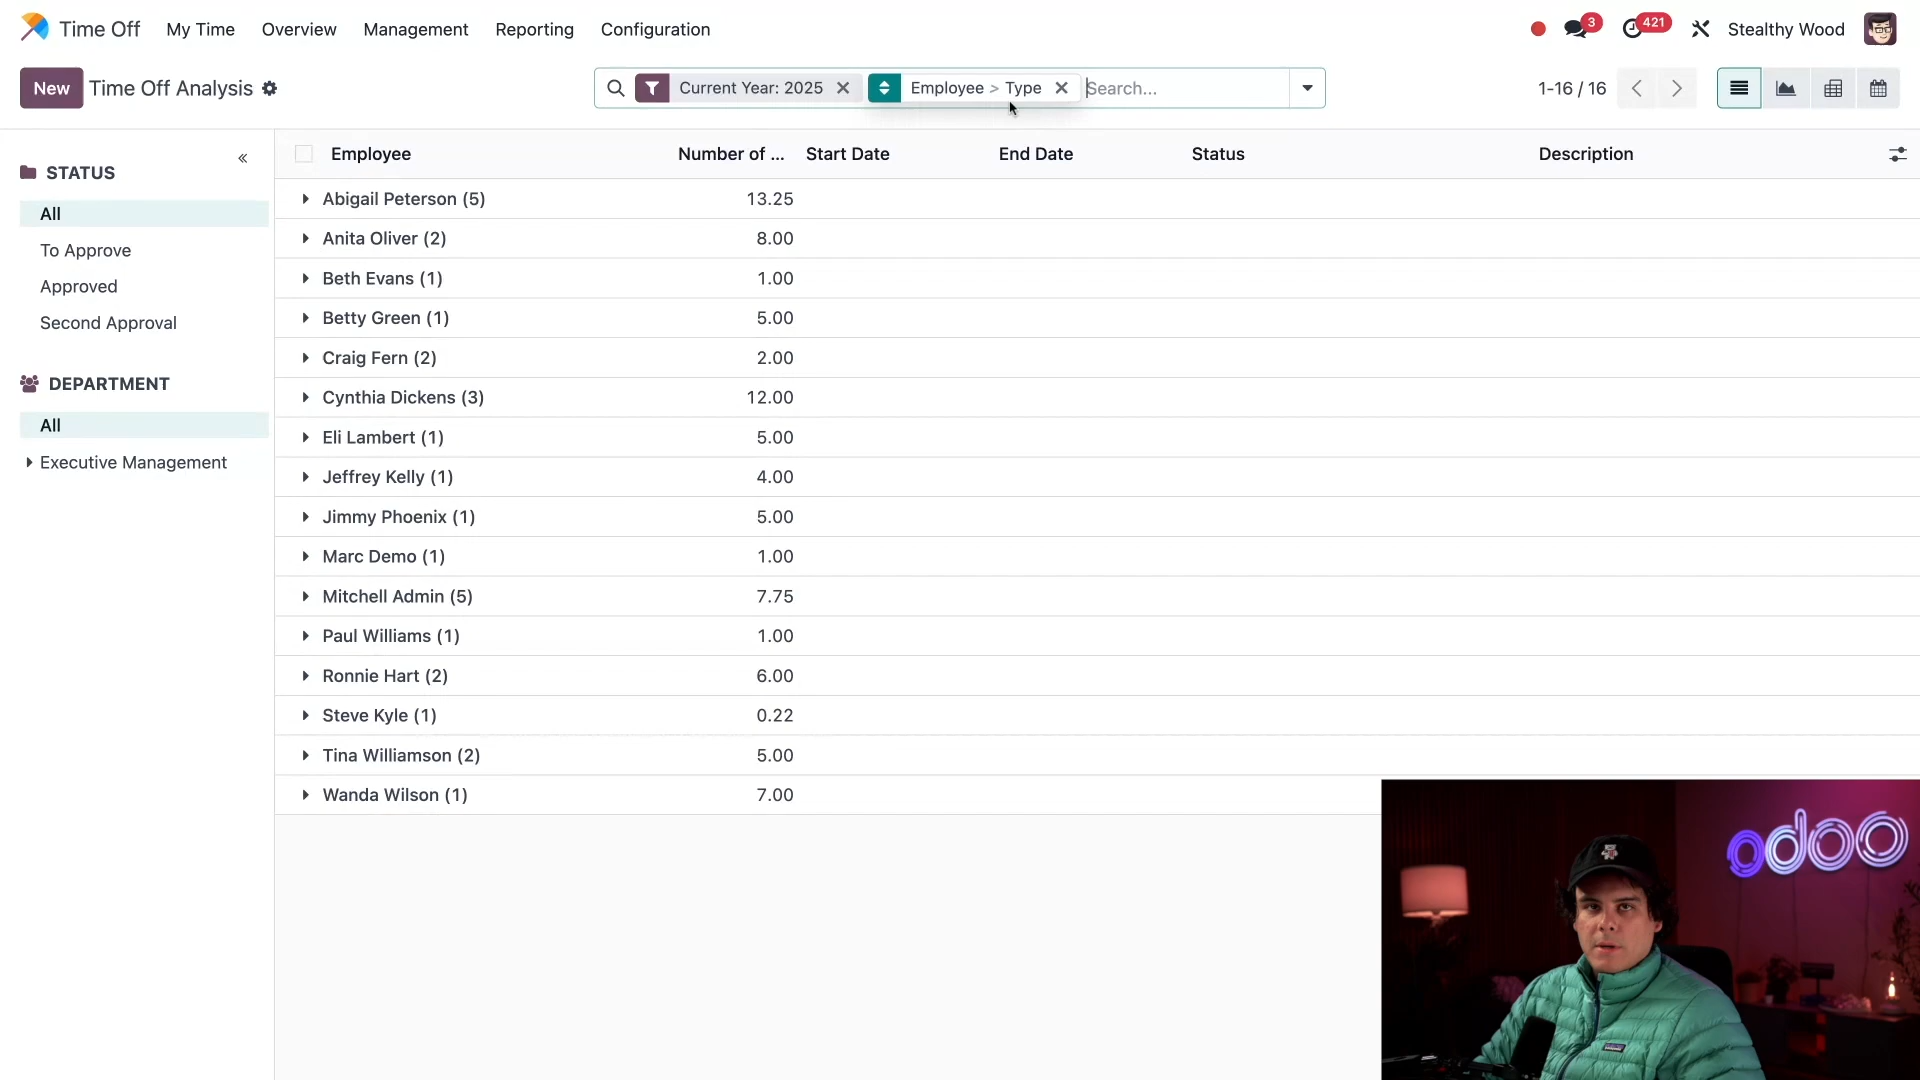 Time Off My Time Overview Management Reporting Configuration 3 421 Stealthy Wood
New Time Off Analysis Current Year: 2025 Employee > Type Search... 1-16 / 16
STATUS
All
To Approve
Approved
Second Approval
DEPARTMENT
All
Executive Management
Employee Number of ... Start Date End Date Status Description
Abigail Peterson (5) 13.25
Anita Oliver (2) 8.00
Beth Evans (1) 1.00
Betty Green (1) 5.00
Craig Fern (2) 2.00
Cynthia Dickens (3) 12.00
Eli Lambert (1) 5.00
Jeffrey Kelly (1) 4.00
Jimmy Phoenix (1) 5.00
Marc Demo (1) 1.00
Mitchell Admin (5) 7.75
Paul Williams (1) 1.00
Ronnie Hart (2) 6.00
Steve Kyle (1) 0.22
Tina Williamson (2) 5.00
Wanda Wilson (1) 7.00
odoo